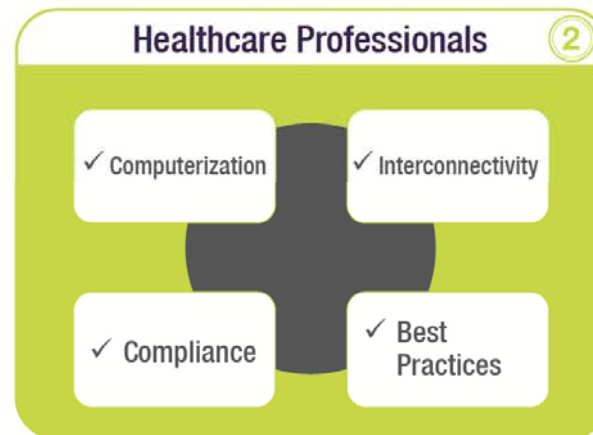 Healthcare Professionals 2
✓ Computerization
✓ Interconnectivity
✓ Compliance
✓ Best
Practices